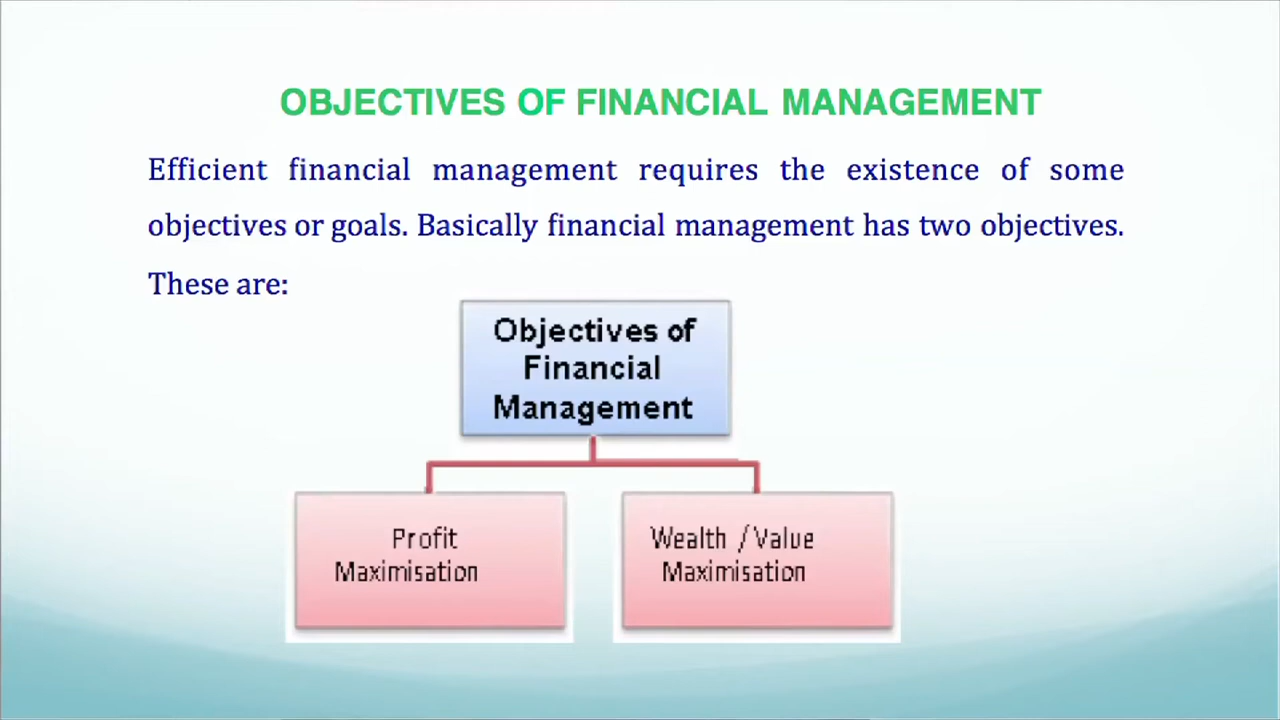 OBJECTIVES OF FINANCIAL MANAGEMENT
Efficient financial management requires the existence of some
objectives or goals. Basically financial management has two objectives.
These are:
Objectives of
Financial
Management
Profit
Maximisation
Wealth / Value
Maximisation